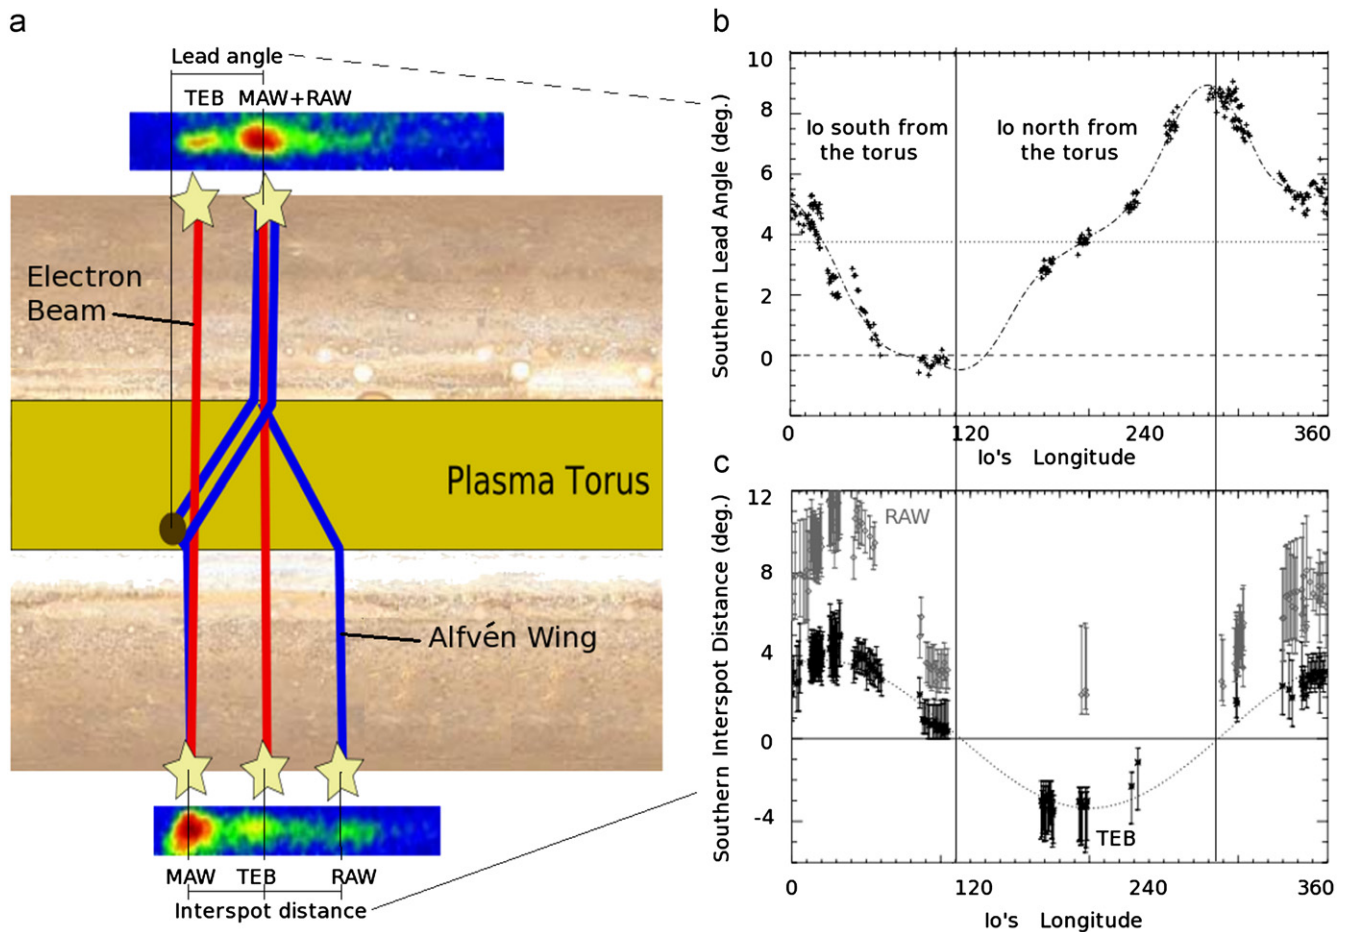 a
Lead angle
TEB MAW+RAW
Electron
Beam
Plasma Torus
Alfvén Wing
MAW TEB RAW
Interspot distance
b
Southern Lead Angle (deg.)
10
8
6
4
2
0
Io south from
the torus
Io north from
the torus
0 120 240 360
Io's Longitude
c
Southern Interspot Distance (deg.)
12
8
4
0
-4
RAW
TEB
0 120 240 360
Io's Longitude